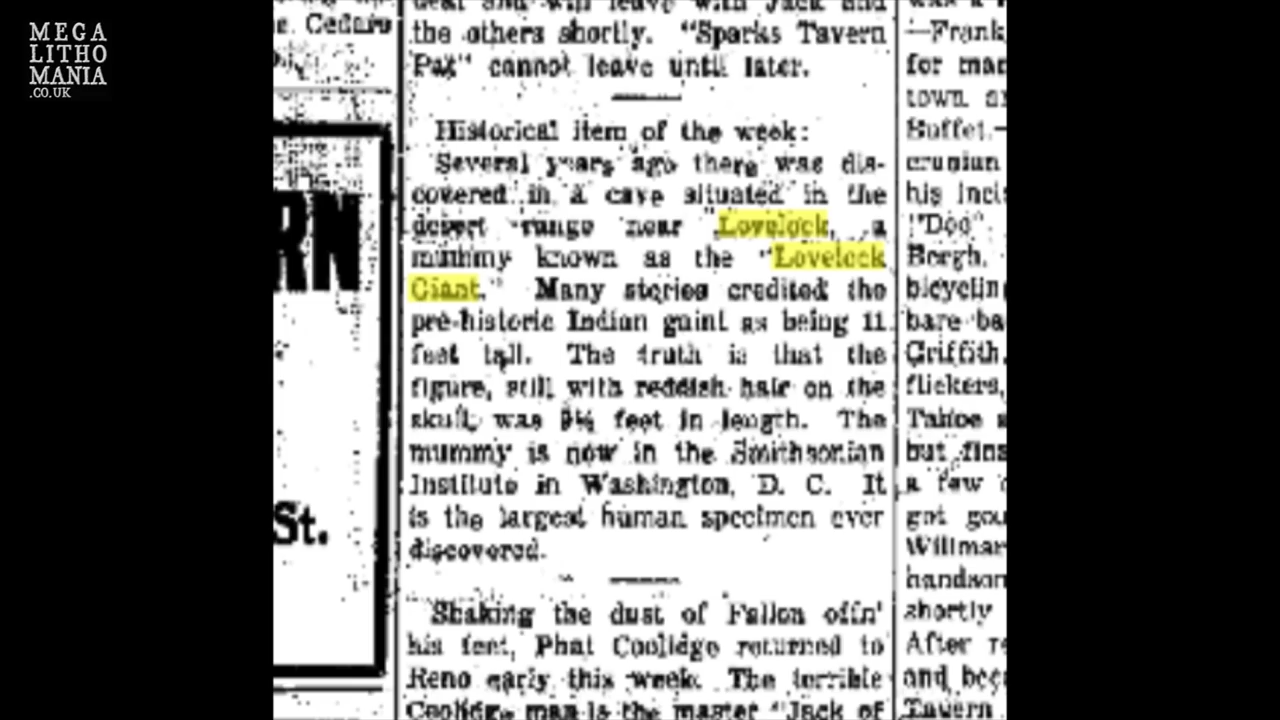 MEGA
LITHO
MANIA
.CO.UK
e. Cedars
RN
St.
and will leave with Jack and
the others shortly. "Sparks Tavern
Pat" cannot leave until later.
Historical item of the week:
Several years ago there was dis-
covered in a cave situated in the
desert range near Lovelock, a
mummy known as the "Lovelock
Giant." Many stories credited the
pre-historic Indian gaint as being 11
feet tall. The truth is that the
figure, still with reddish hair on the
skull, was 9½ feet in length. The
mummy is now in the Smithsonian
Institute in Washington, D. C. It
is the largest human specimen ever
discovered.
Shaking the dust of Fallon offn'
his feet, Phat Coolidge returned to
Reno early this week. The terrible
Coolidge man is the master "Jack of
—Frank
for man
town
Buffet.—
crunian
his inci
"Doc"
Bergh,
bicyclin
bare ba
Griffith,
flickers,
Tahoe
but fins
a few
got gou
Willmar
handson
shortly
After re
and bec
Tavern